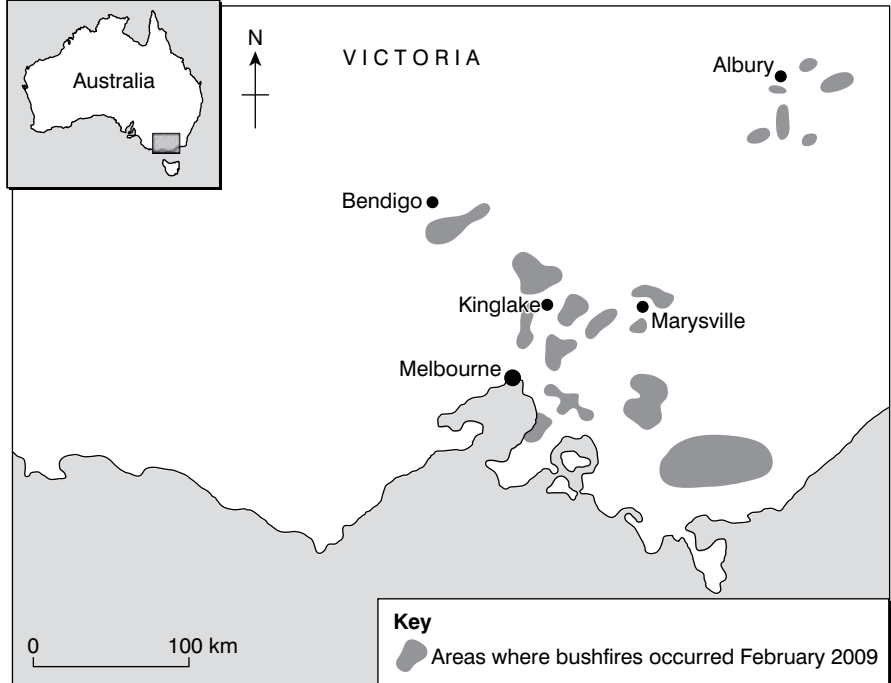 Australia
N
VICTORIA
Albury
Bendigo
Kinglake
Marysville
Melbourne
0 100 km
Key
Areas where bushfires occurred February 2009